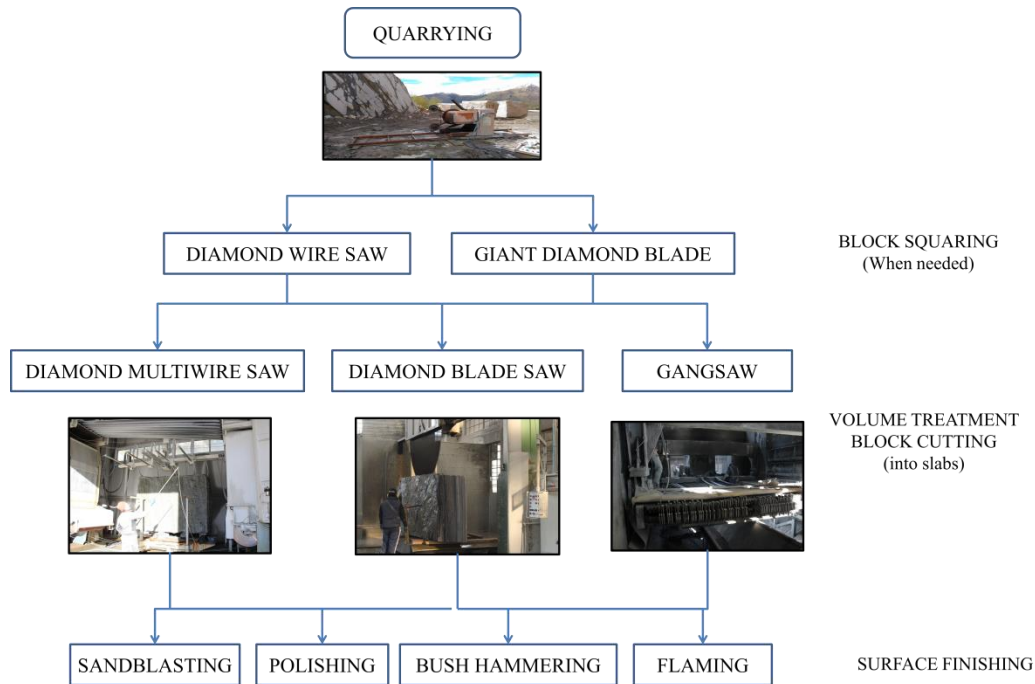 QUARRYING
DIAMOND WIRE SAW
GIANT DIAMOND BLADE
BLOCK SQUARING
(When needed)
DIAMOND MULTIWIRE SAW
DIAMOND BLADE SAW
GANGSAW
VOLUME TREATMENT
BLOCK CUTTING
(into slabs)
SANDBLASTING
POLISHING
BUSH HAMMERING
FLAMING
SURFACE FINISHING